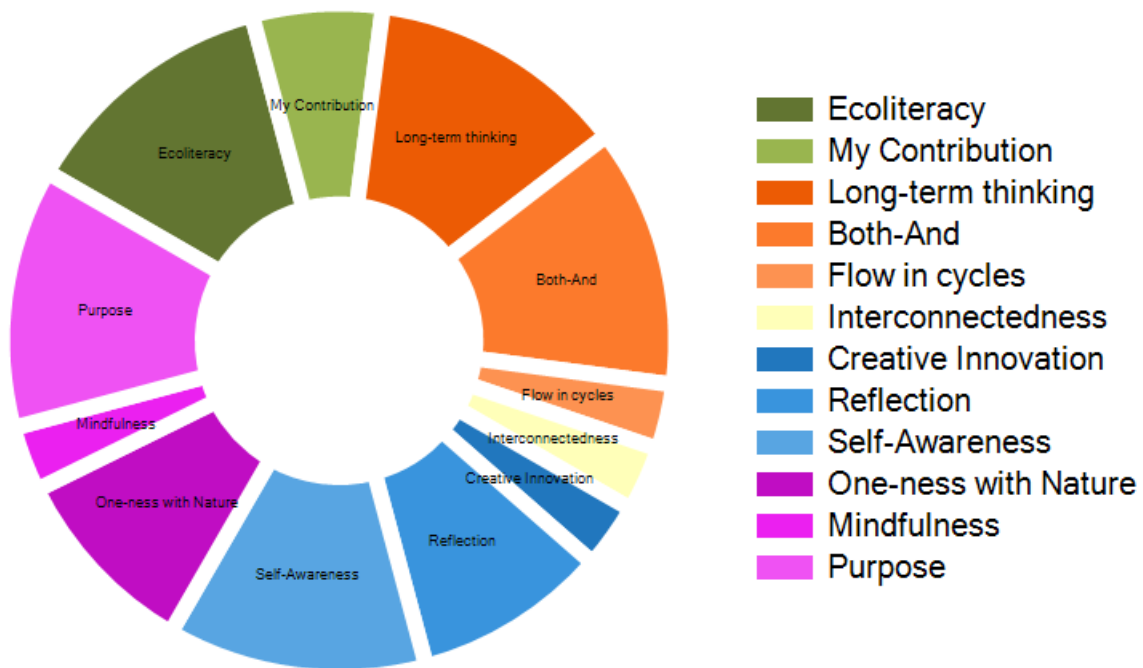 My Contribution
Long-term thinking
Ecoliteracy
Both-And
Purpose
Flow in cycles
Mindfulness
Interconnectedness
Creative Innovation
One-ness with Nature
Reflection
Self-Awareness
Ecoliteracy
My Contribution
Long-term thinking
Both-And
Flow in cycles
Interconnectedness
Creative Innovation
Reflection
Self-Awareness
One-ness with Nature
Mindfulness
Purpose